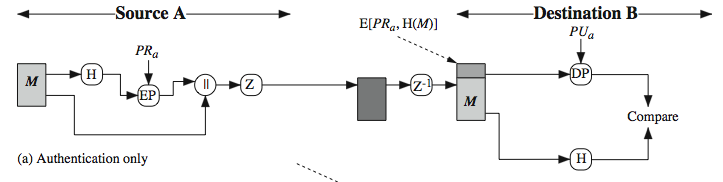 Source A
Destination B
E[PRa, H(M)]
PRa
PUa
M
H
EP
||
Z
Z-1
M
DP
Compare
H
(a) Authentication only